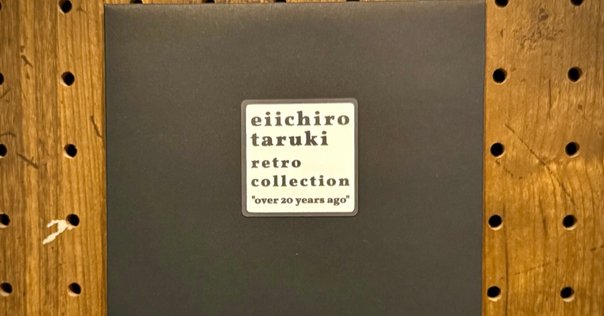 eiichiro
taruki
retro
collection
"over 20 years ago"